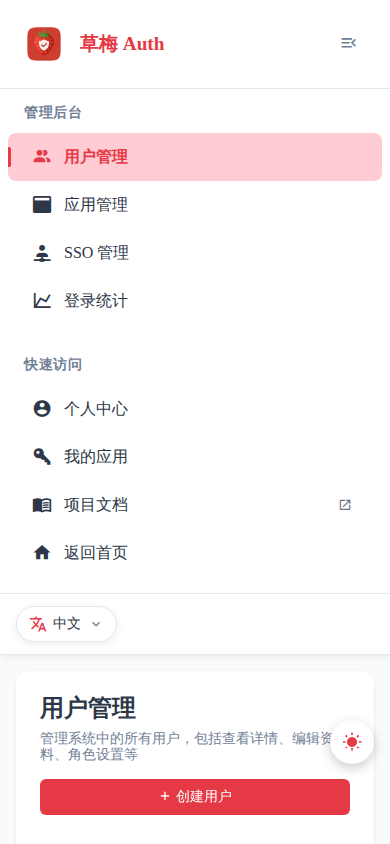 草梅 Auth
管理后台
用户管理
应用管理
SSO 管理
登录统计
快速访问
个人中心
我的应用
项目文档
返回首页
中文
用户管理
管理系统中的所有用户，包括查看详情、编辑资
料、角色设置等
+ 创建用户